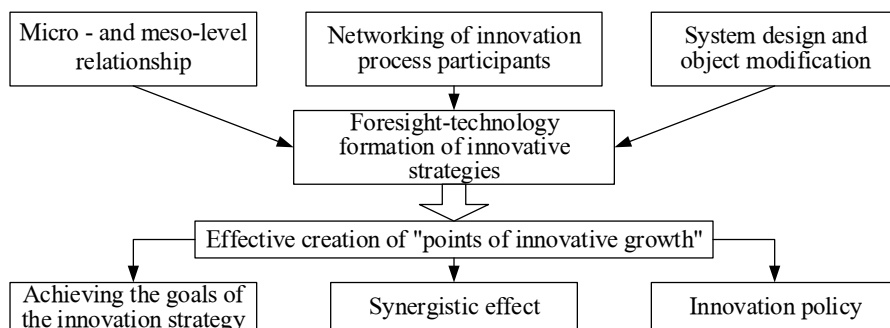 Micro - and meso-level
relationship
Networking of innovation
process participants
System design and
object modification
Foresight-technology
formation of innovative
strategies
Effective creation of "points of innovative growth"
Achieving the goals of
the innovation strategy
Synergistic effect
Innovation policy